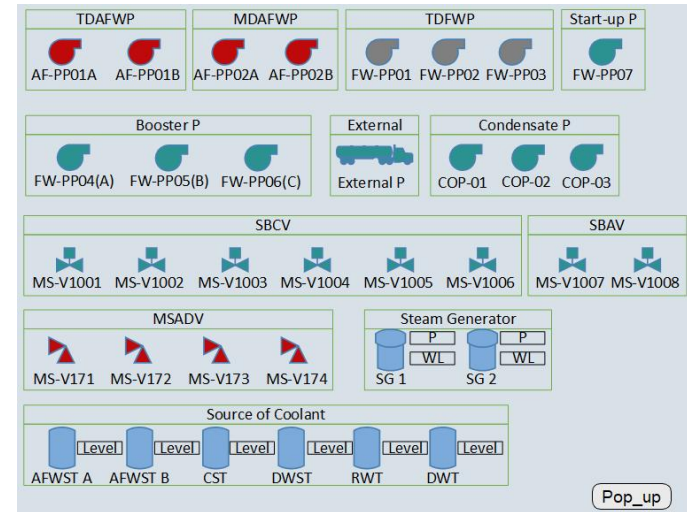 TDAFWP MDAFWP TDFWP Start-up P
AF-PP01A AF-PP01B AF-PP02A AF-PP02B FW-PP01 FW-PP02 FW-PP03 FW-PP07
Booster P External Condensate P
FW-PP04(A) FW-PP05(B) FW-PP06(C) External P COP-01 COP-02 COP-03
SBCV SBAV
MS-V1001 MS-V1002 MS-V1003 MS-V1004 MS-V1005 MS-V1006 MS-V1007 MS-V1008
MSADV Steam Generator
P P
WL WL
MS-V171 MS-V172 MS-V173 MS-V174 SG 1 SG 2
Source of Coolant
Level Level Level Level Level Level
AFWST A AFWST B CST DWST RWT DWT
Pop_up